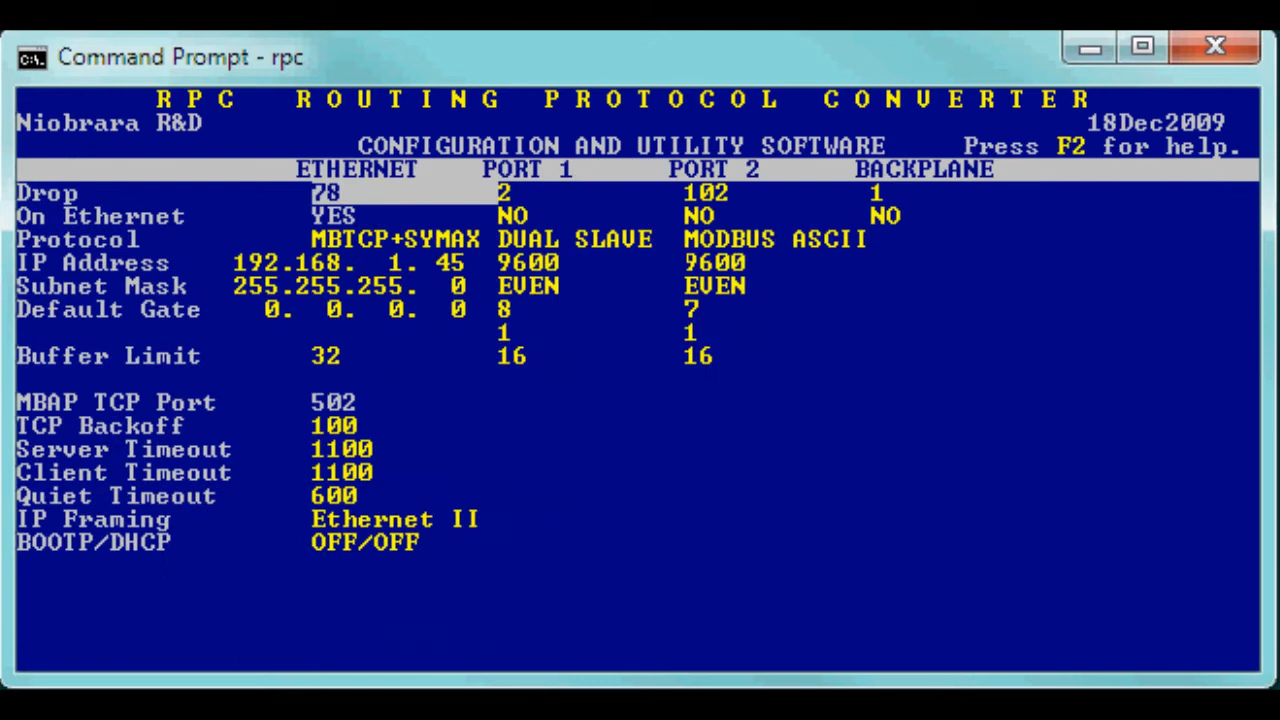 Command Prompt - rpc
RPC ROUTING PROTOCOL CONVERTER
Niobrara R&D 18Dec2009
CONFIGURATION AND UTILITY SOFTWARE Press F2 for help.
ETHERNET PORT 1 PORT 2 BACKPLANE
Drop 78 2 102 1
On Ethernet YES NO NO NO
Protocol MBTCP+SYMAX DUAL SLAVE MODBUS ASCII
IP Address 192.168. 1. 45 9600 9600
Subnet Mask 255.255.255. 0 EVEN EVEN
Default Gate 0. 0. 0. 0 8 7
1 1
Buffer Limit 32 16 16
MBAP TCP Port 502
TCP Backoff 100
Server Timeout 1100
Client Timeout 1100
Quiet Timeout 600
IP Framing Ethernet II
BOOTP/DHCP OFF/OFF